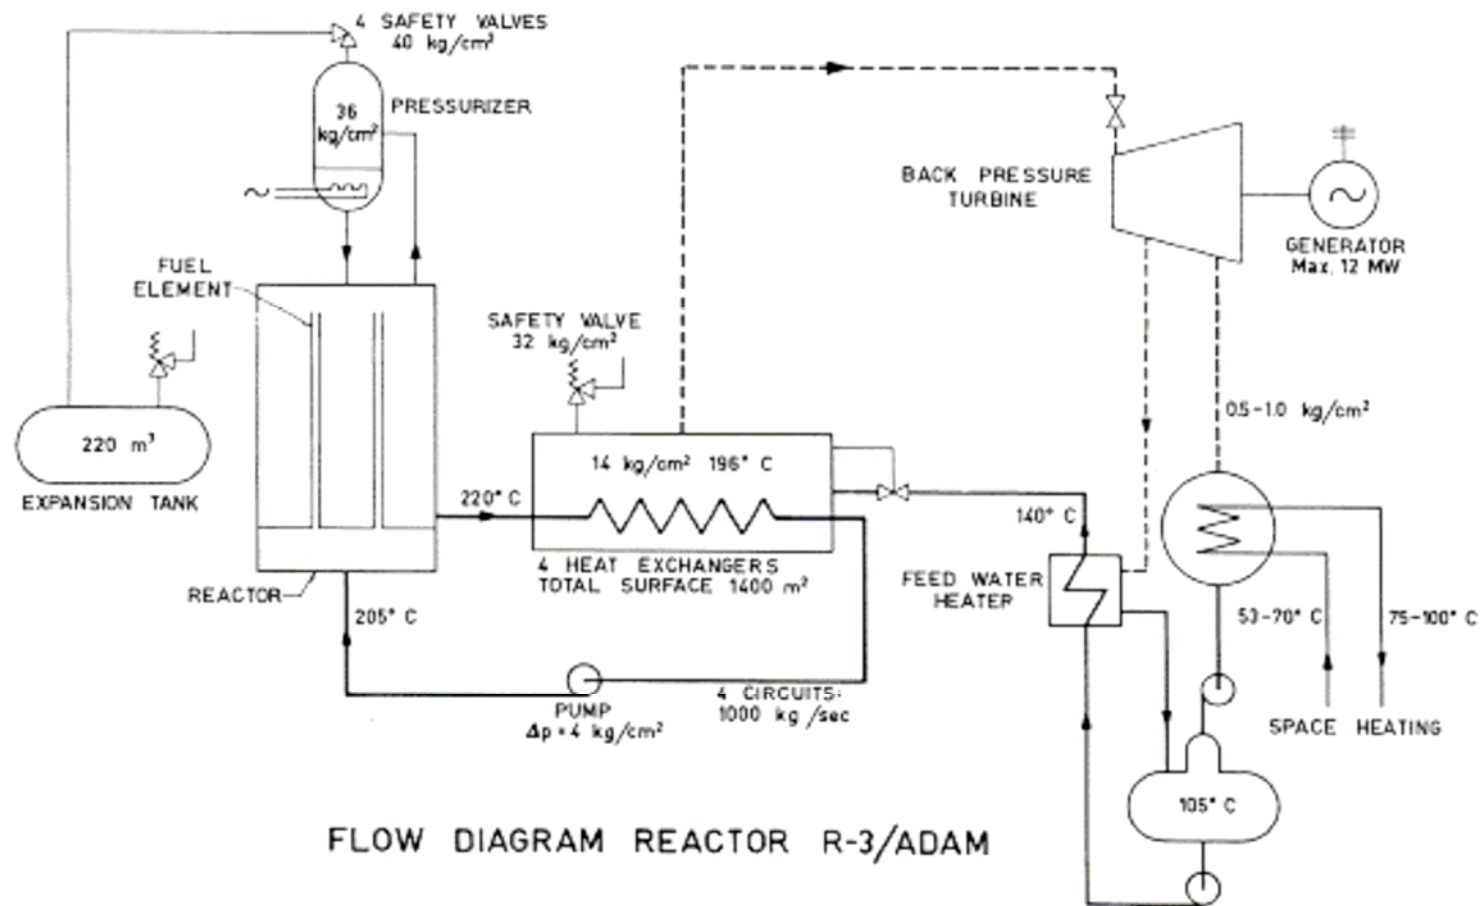 4 SAFETY VALVES
40 kg/cm²
36
kg/cm²
PRESSURIZER
FUEL
ELEMENT
220 m³
EXPANSION TANK
REACTOR
205° C
220° C
SAFETY VALVE
32 kg/cm²
14 kg/cm² 196° C
4 HEAT EXCHANGERS
TOTAL SURFACE 1400 m²
PUMP
Δp = 4 kg/cm²
4 CIRCUITS:
1000 kg /sec
BACK PRESSURE
TURBINE
GENERATOR
Max. 12 MW
0.5-1.0 kg/cm²
140° C
FEED WATER
HEATER
53-70° C
75-100° C
SPACE HEATING
105° C
FLOW DIAGRAM REACTOR R-3/ADAM